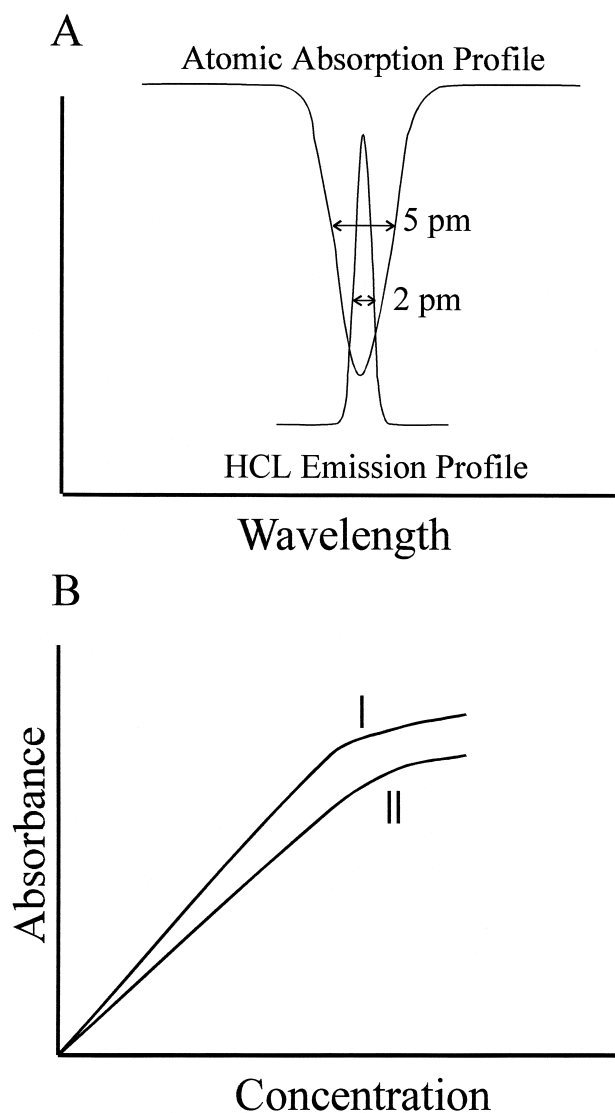 A
Atomic Absorption Profile
5 pm
2 pm
HCL Emission Profile
Wavelength
B
I
II
Absorbance
Concentration